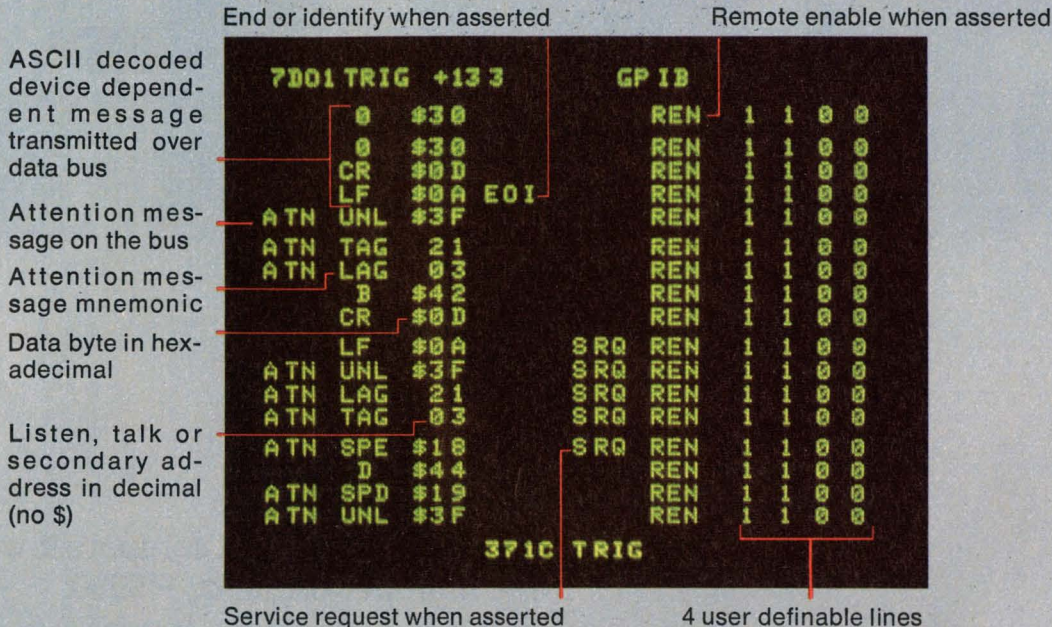 End or identify when asserted
Remote enable when asserted
ASCII decoded
device depend-
ent message
transmitted over
data bus
Attention mes-
sage on the bus
Attention mes-
sage mnemonic
Data byte in hex-
adecimal
Listen, talk or
secondary ad-
dress in decimal
(no $)
7D01 TRIG +133 GPIB
0 $30 REN 1 1 0 0
0 $30 REN 1 1 0 0
CR $0D REN 1 1 0 0
LF $0A EOI REN 1 1 0 0
ATN UNL $3F REN 1 1 0 0
ATN TAG 21 REN 1 1 0 0
ATN LAG 03 REN 1 1 0 0
B $42 REN 1 1 0 0
CR $0D REN 1 1 0 0
LF $0A SRQ REN 1 1 0 0
ATN UNL $3F SRQ REN 1 1 0 0
ATN LAG 21 SRQ REN 1 1 0 0
ATN TAG 03 SRQ REN 1 1 0 0
ATN SPE $18 SRQ REN 1 1 0 0
D $44 REN 1 1 0 0
ATN SPD $19 REN 1 1 0 0
ATN UNL $3F REN 1 1 0 0
371C TRIG
Service request when asserted
4 user definable lines